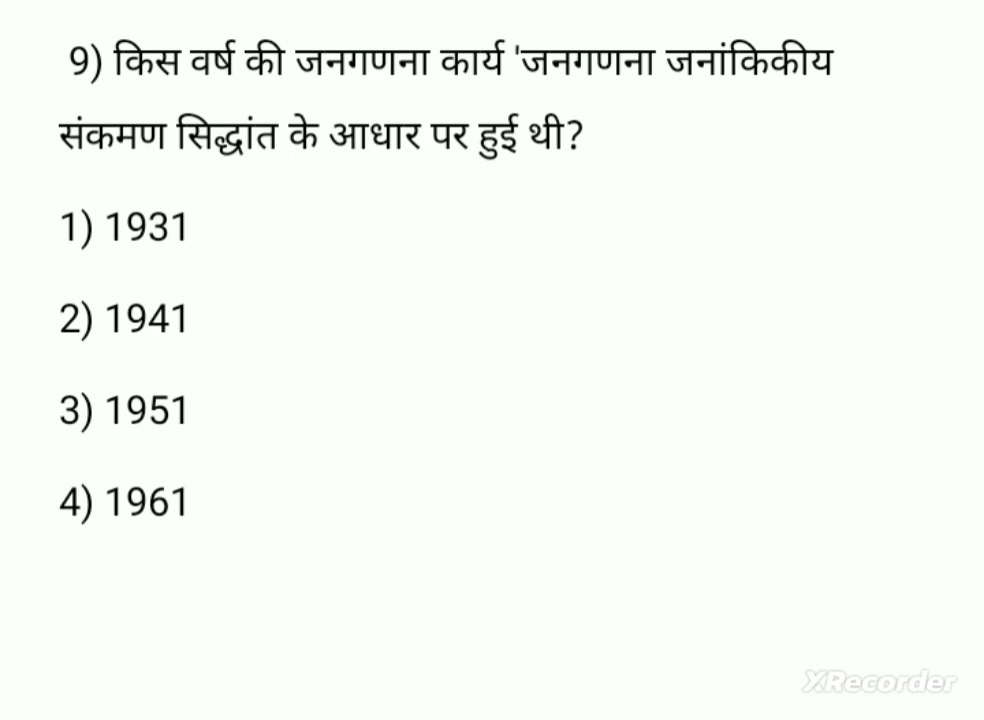 9) किस वर्ष की जनगणना कार्य 'जनगणना जनांकिकीय
संकमण सिद्धांत के आधार पर हुई थी?
1) 1931
2) 1941
3) 1951
4) 1961
XRecorder